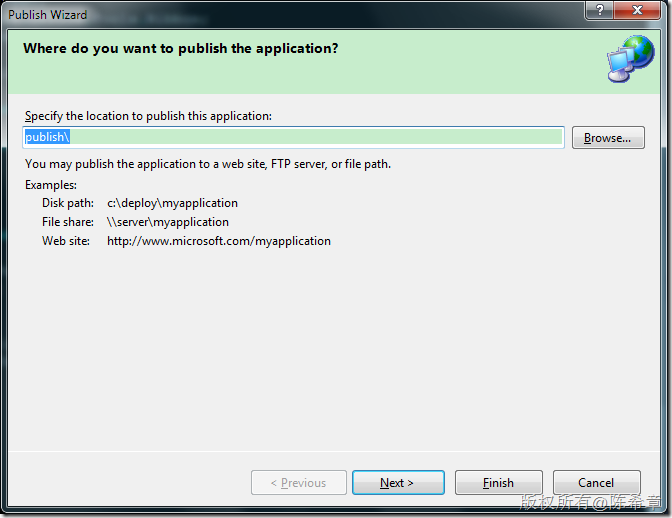 Publish Wizard
Where do you want to publish the application?
Specify the location to publish this application:
publish\
Browse...
You may publish the application to a web site, FTP server, or file path.
Examples:
Disk path: c:\deploy\myapplication
File share: \\server\myapplication
Web site: http://www.microsoft.com/myapplication
< Previous
Next >
Finish
Cancel
版权所有@陈希章